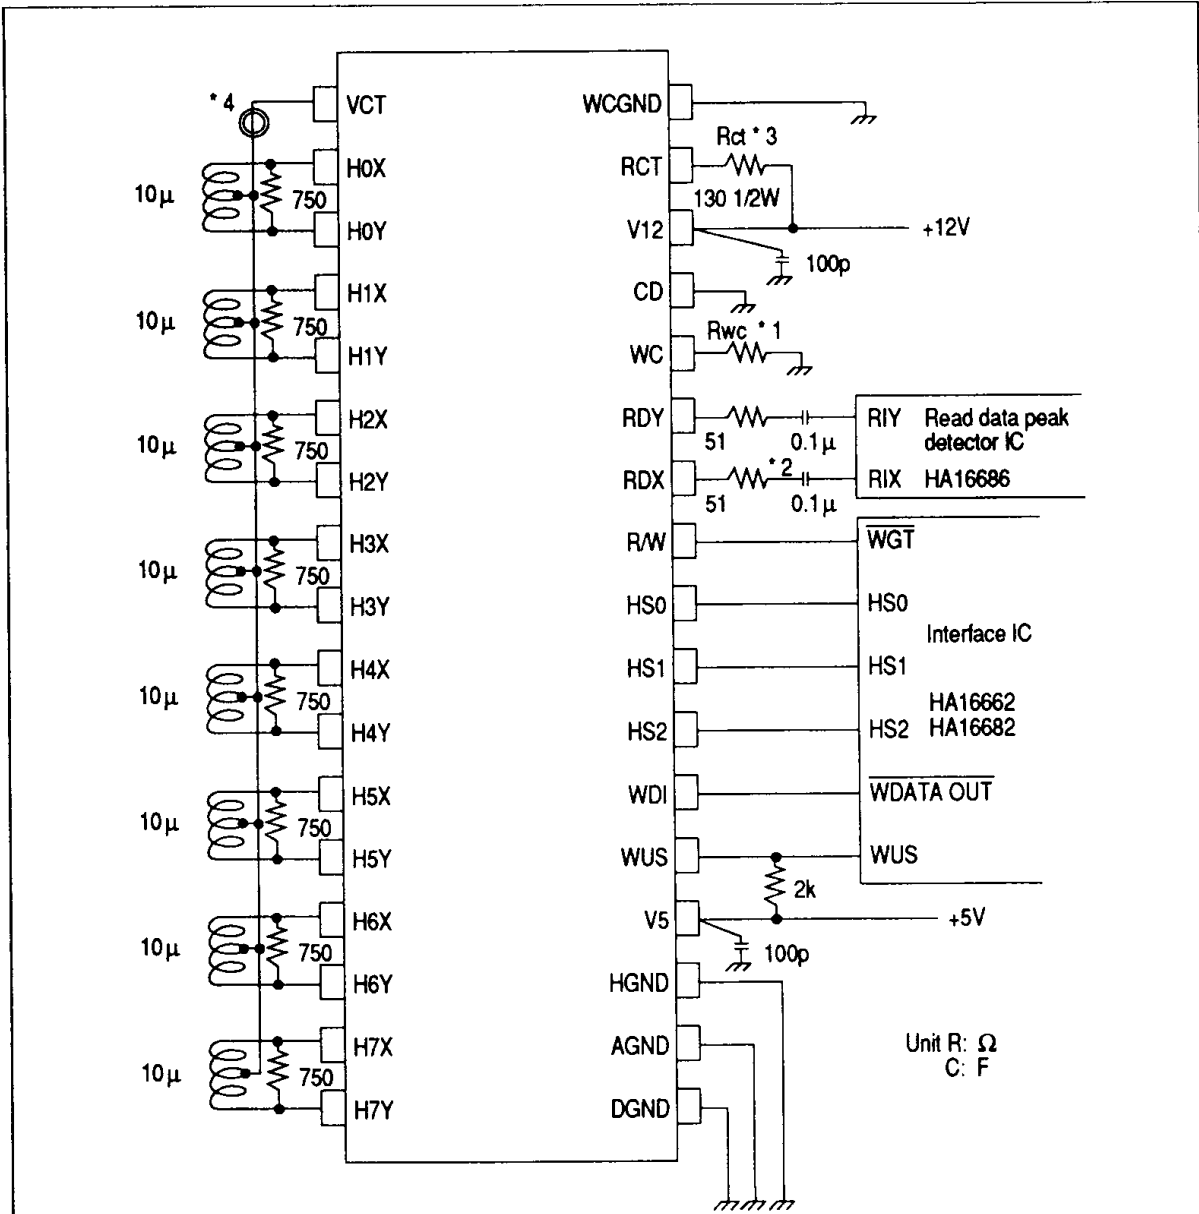 * 4
VCT
WCGND
Rct * 3
H0X
RCT
10μ
750
130 1/2W
H0Y
V12
+12V
100p
H1X
CD
10μ
750
Rwc * 1
H1Y
WC
H2X
RDY
RIY Read data peak
detector IC
10μ
750
51
0.1μ
* 2
H2Y
RDX
RIX HA16686
51
0.1μ
H3X
R/W
WGT
10μ
750
H3Y
HS0
HS0
Interface IC
H4X
HS1
HS1
10μ
750
HA16662
H4Y
HS2
HS2 HA16682
H5X
WDI
WDATA OUT
10μ
750
H5Y
WUS
WUS
2k
H6X
V5
+5V
10μ
750
100p
H6Y
HGND
H7X
AGND
Unit R: Ω
C: F
10μ
750
H7Y
DGND